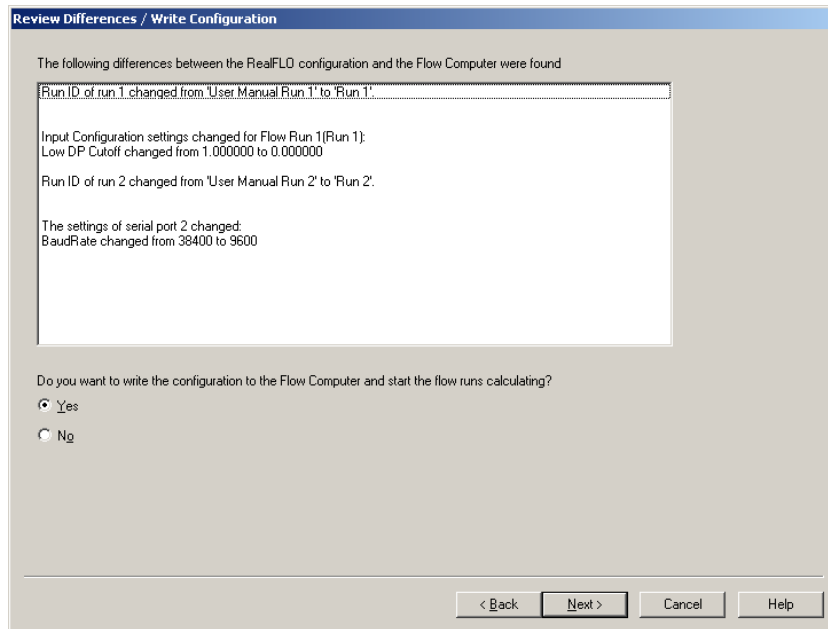 Review Differences / Write Configuration
The following differences between the RealFLO configuration and the Flow Computer were found
Run ID of run 1 changed from 'User Manual Run 1' to 'Run 1'.
Input Configuration settings changed for Flow Run 1(Run 1):
Low DP Cutoff changed from 1.000000 to 0.000000
Run ID of run 2 changed from 'User Manual Run 2' to 'Run 2'.
The settings of serial port 2 changed:
BaudRate changed from 38400 to 9600
Do you want to write the configuration to the Flow Computer and start the flow runs calculating?
Yes
No
< Back Next > Cancel Help